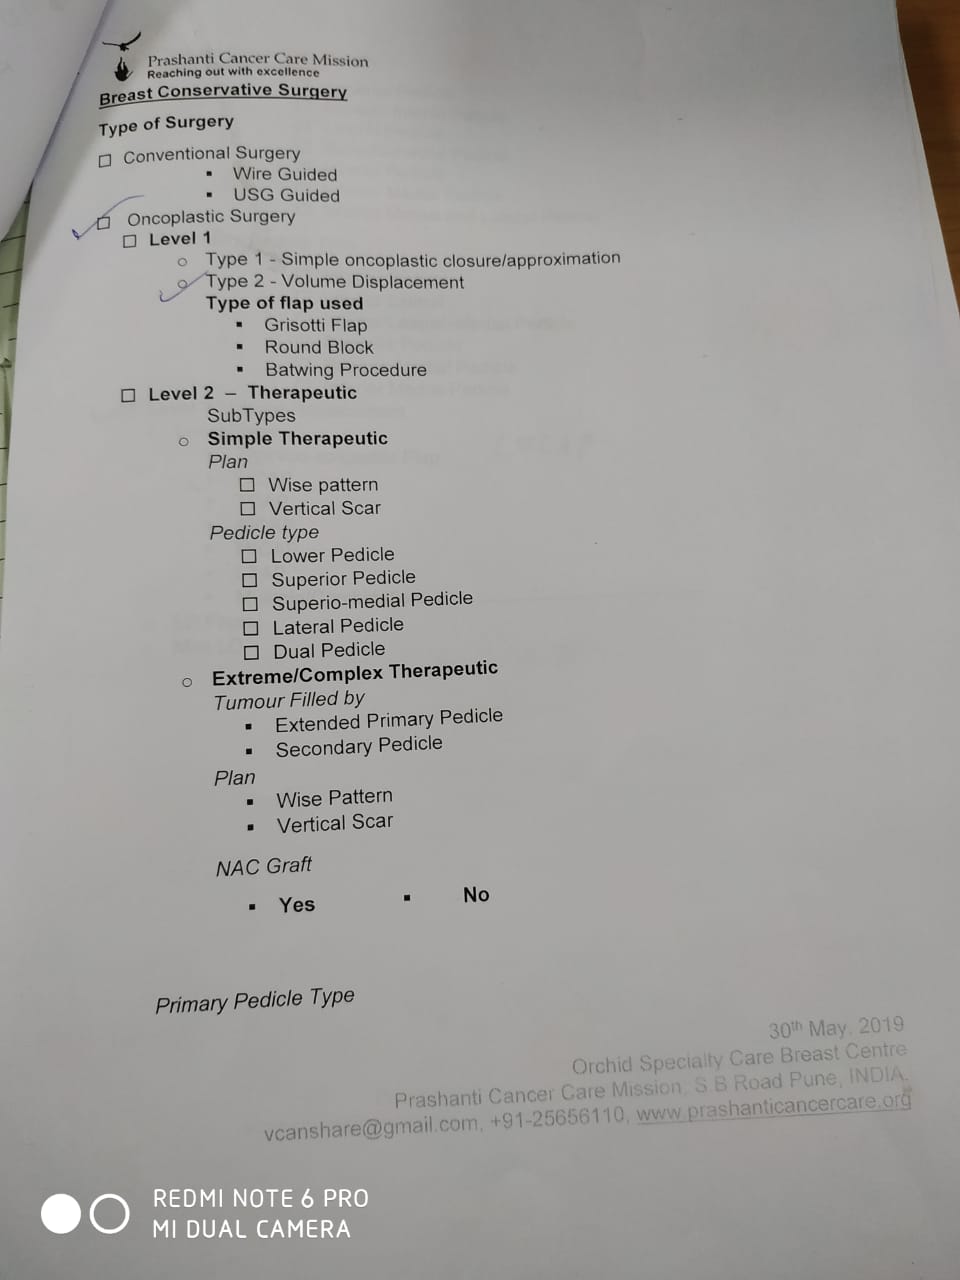 Prashanti Cancer Care Mission
Reaching out with excellence
Breast Conservative Surgery
Type of Surgery
□ Conventional Surgery
▪ Wire Guided
▪ USG Guided
□ Oncoplastic Surgery
□ Level 1
○ Type 1 - Simple oncoplastic closure/approximation
○ Type 2 - Volume Displacement
Type of flap used
▪ Grisotti Flap
▪ Round Block
▪ Batwing Procedure
□ Level 2 – Therapeutic
SubTypes
○ Simple Therapeutic
Plan
□ Wise pattern
□ Vertical Scar
Pedicle type
□ Lower Pedicle
□ Superior Pedicle
□ Superio-medial Pedicle
□ Lateral Pedicle
□ Dual Pedicle
○ Extreme/Complex Therapeutic
Tumour Filled by
▪ Extended Primary Pedicle
▪ Secondary Pedicle
Plan
▪ Wise Pattern
▪ Vertical Scar
NAC Graft
▪ Yes ▪ No
Primary Pedicle Type
30th May, 2019
Orchid Specialty Care Breast Centre
Prashanti Cancer Care Mission, S B Road Pune, INDIA.
vcanshare@gmail.com, +91-25656110, www.prashanticancercare.org
REDMI NOTE 6 PRO
MI DUAL CAMERA